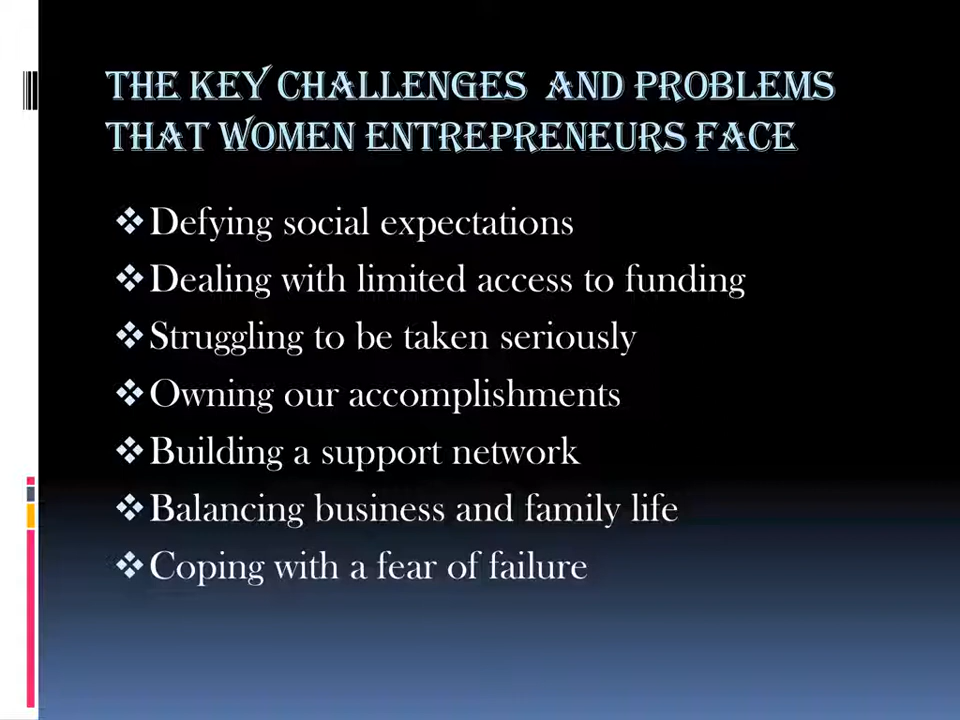 THE KEY CHALLENGES AND PROBLEMS
THAT WOMEN ENTREPRENEURS FACE
❖Defying social expectations
❖Dealing with limited access to funding
❖Struggling to be taken seriously
❖Owning our accomplishments
❖Building a support network
❖Balancing business and family life
❖Coping with a fear of failure